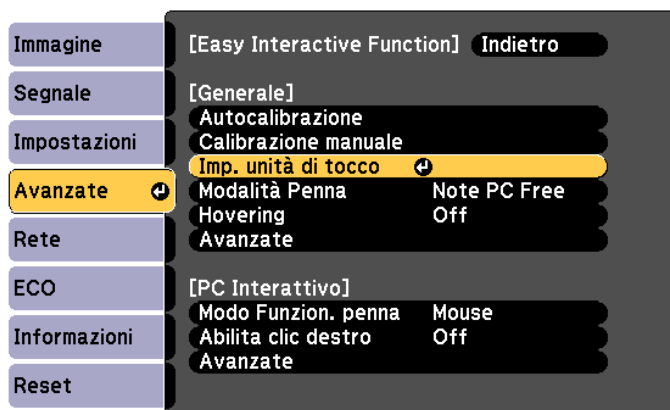 Immagine
Segnale
Impostazioni
Avanzate
Rete
ECO
Informazioni
Reset
[Easy Interactive Function] Indietro
[Generale]
Autocalibrazione
Calibrazione manuale
Imp. unità di tocco
Modalità Penna Note PC Free
Hovering Off
Avanzate
[PC Interattivo]
Modo Funzion. penna Mouse
Abilita clic destro Off
Avanzate